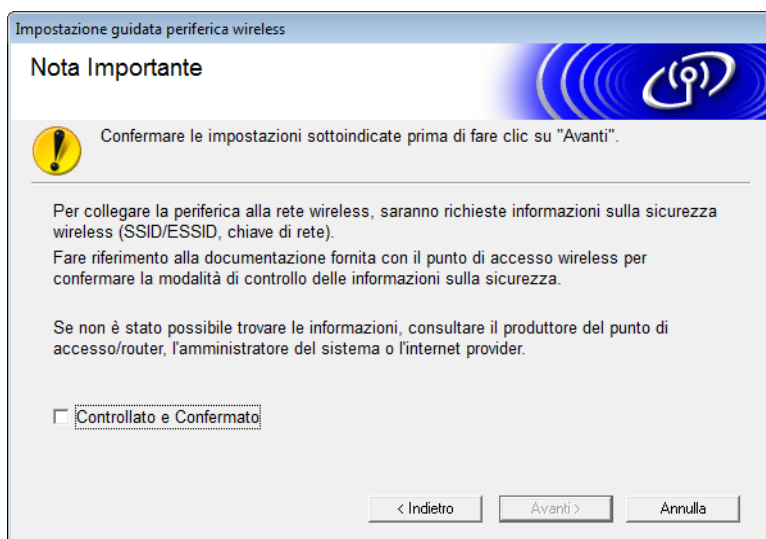 Impostazione guidata periferica wireless
Nota Importante
Confermare le impostazioni sottoindicate prima di fare clic su "Avanti".
Per collegare la periferica alla rete wireless, saranno richieste informazioni sulla sicurezza
wireless (SSID/ESSID, chiave di rete).
Fare riferimento alla documentazione fornita con il punto di accesso wireless per
confermare la modalità di controllo delle informazioni sulla sicurezza.
Se non è stato possibile trovare le informazioni, consultare il produttore del punto di
accesso/router, l'amministratore del sistema o l'internet provider.
Controllato e Confermato
< Indietro
Avanti >
Annulla